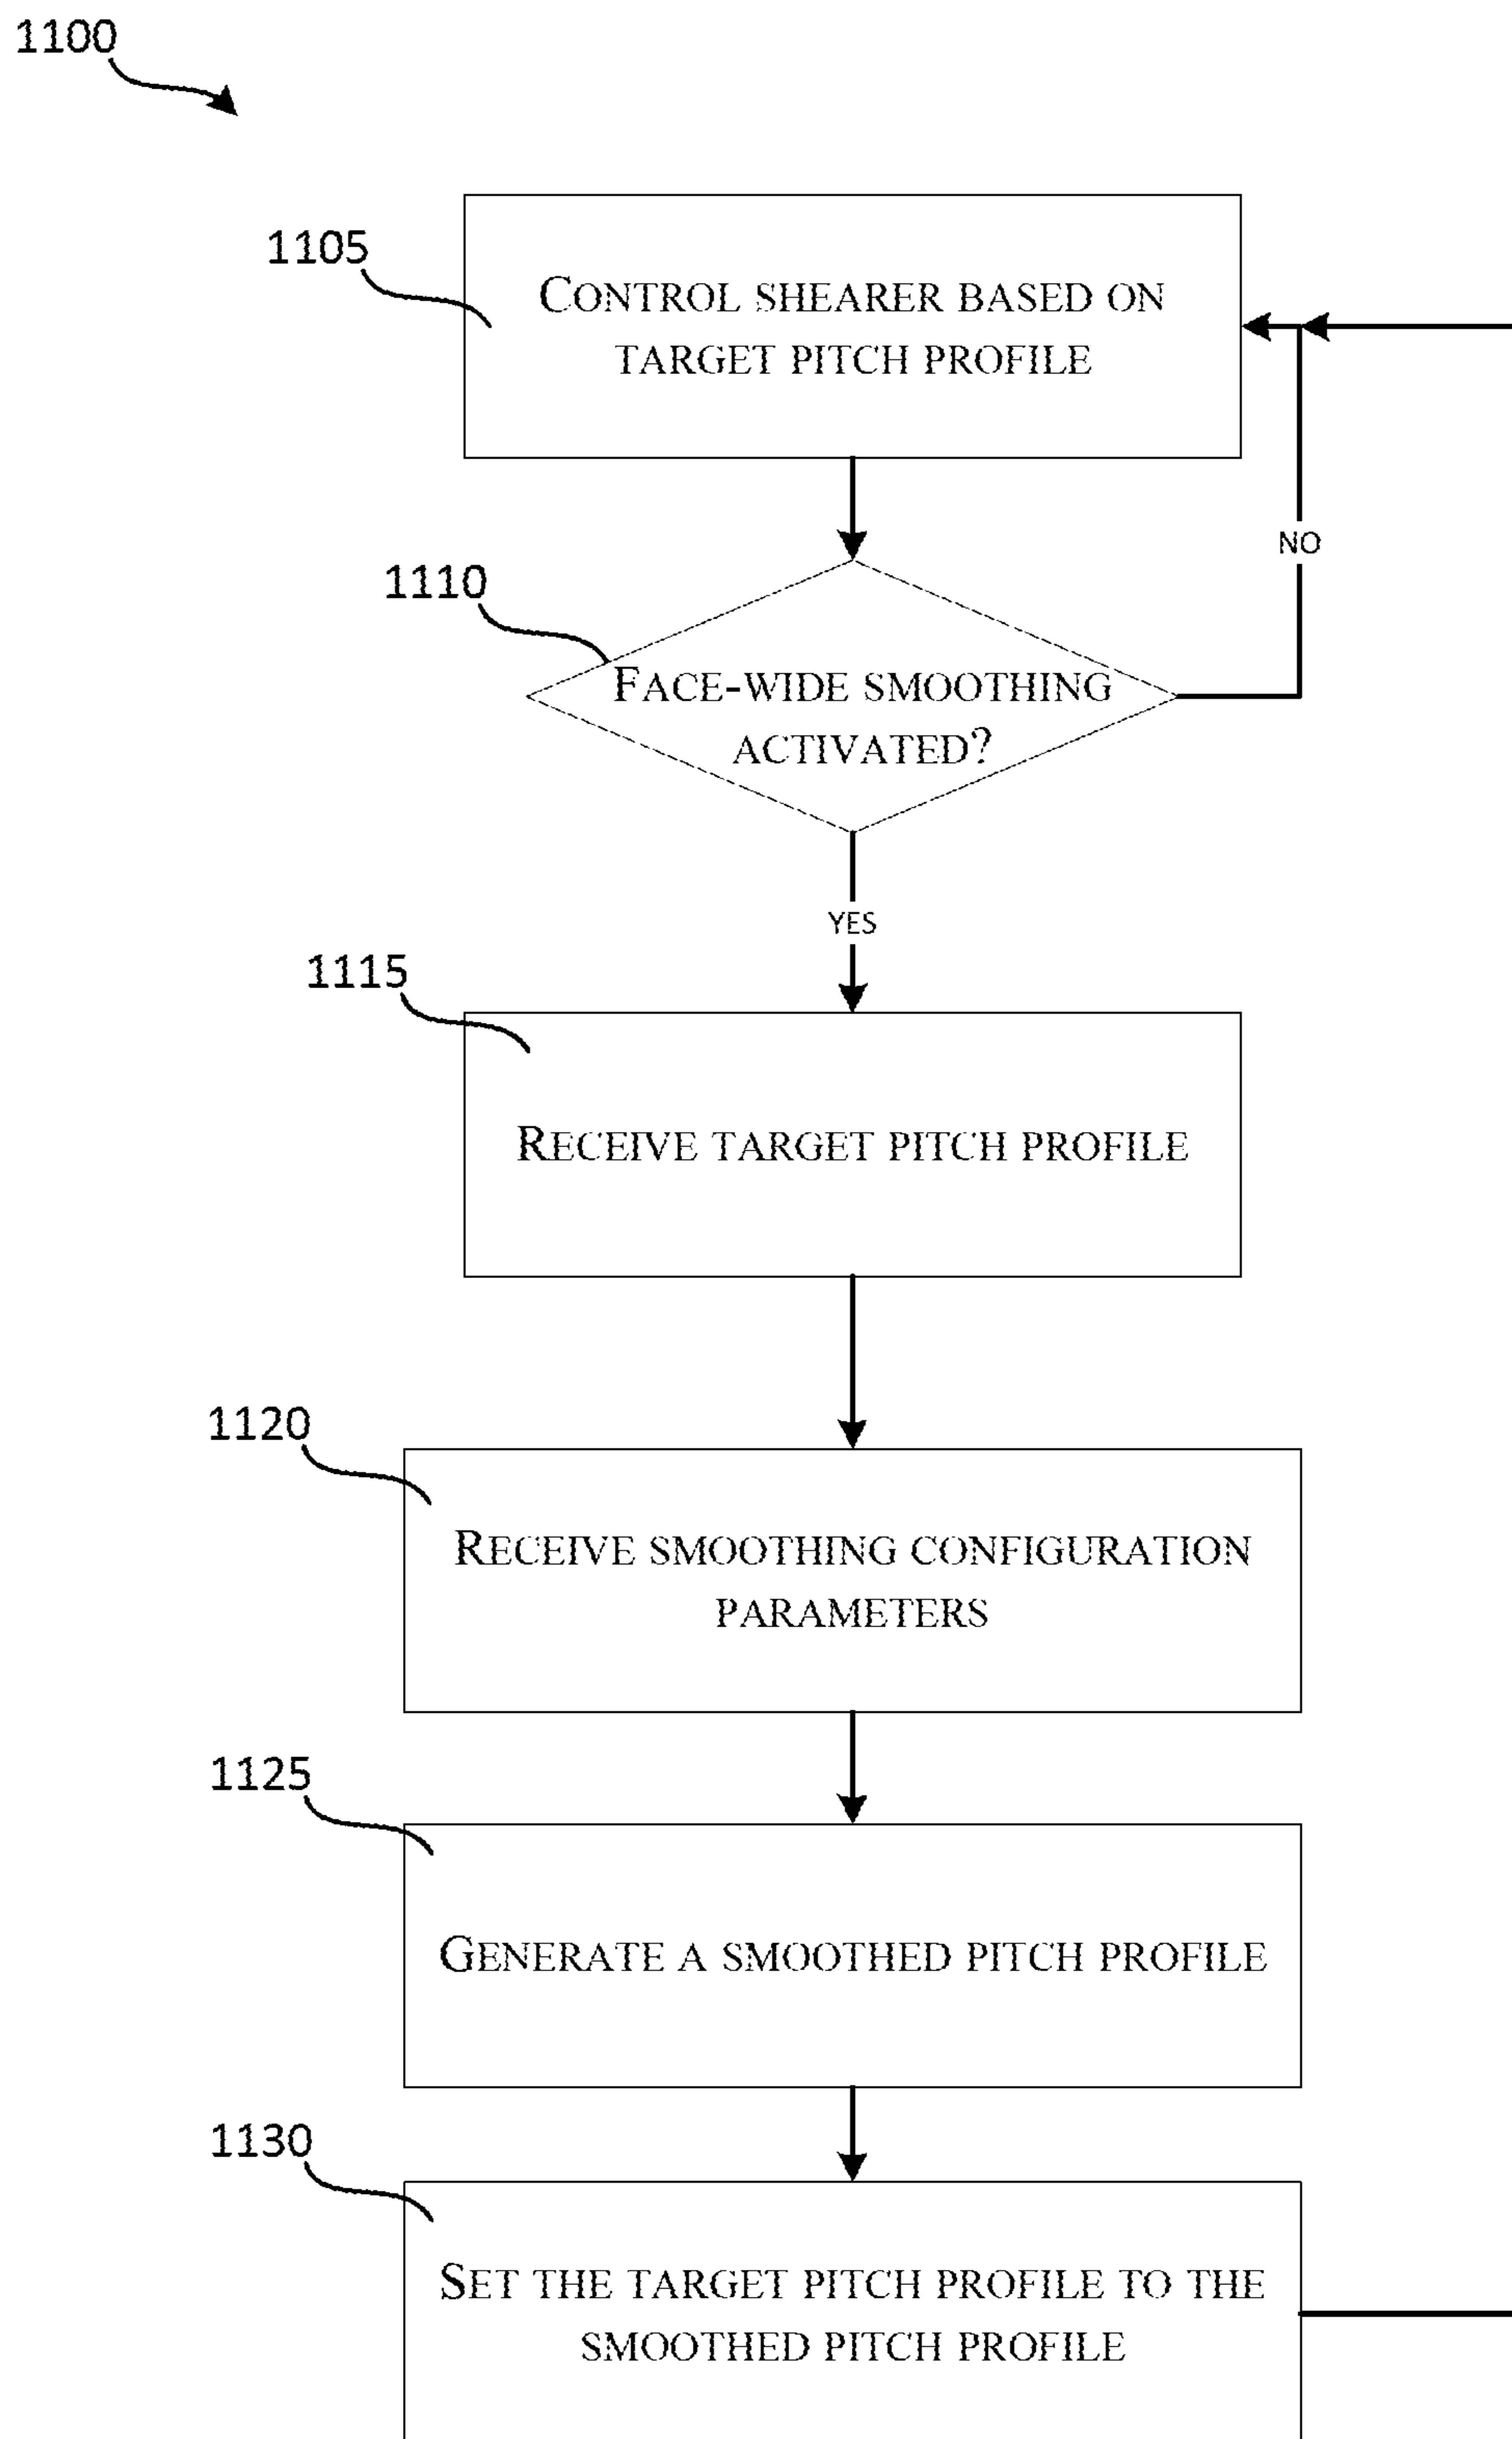 1100
1105
CONTROL SHEARER BASED ON
TARGET PITCH PROFILE
NO
1110
FACE-WIDE SMOOTHING
ACTIVATED?
YES
1115
RECEIVE TARGET PITCH PROFILE
1120
RECEIVE SMOOTHING CONFIGURATION
PARAMETERS
1125
GENERATE A SMOOTHED PITCH PROFILE
1130
SET THE TARGET PITCH PROFILE TO THE
SMOOTHED PITCH PROFILE